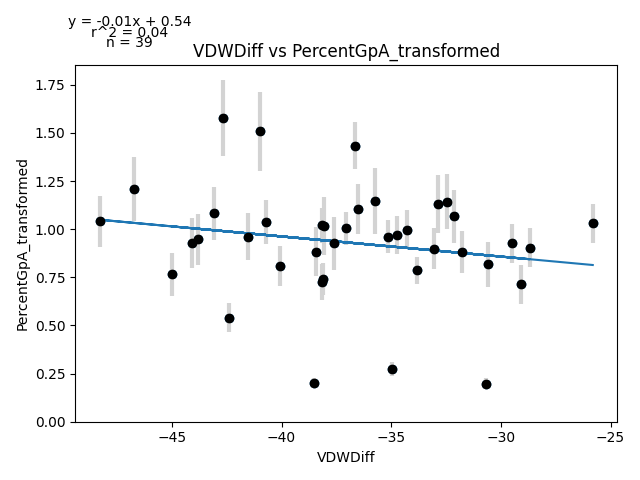 y = -0.01x + 0.54
r^2 = 0.04
n = 39
VDWDiff vs PercentGpA_transformed
1.75
1.50
1.25
1.00
0.75
0.50
0.25
0.00
PercentGpA_transformed
−45
−40
−35
−30
−25
VDWDiff